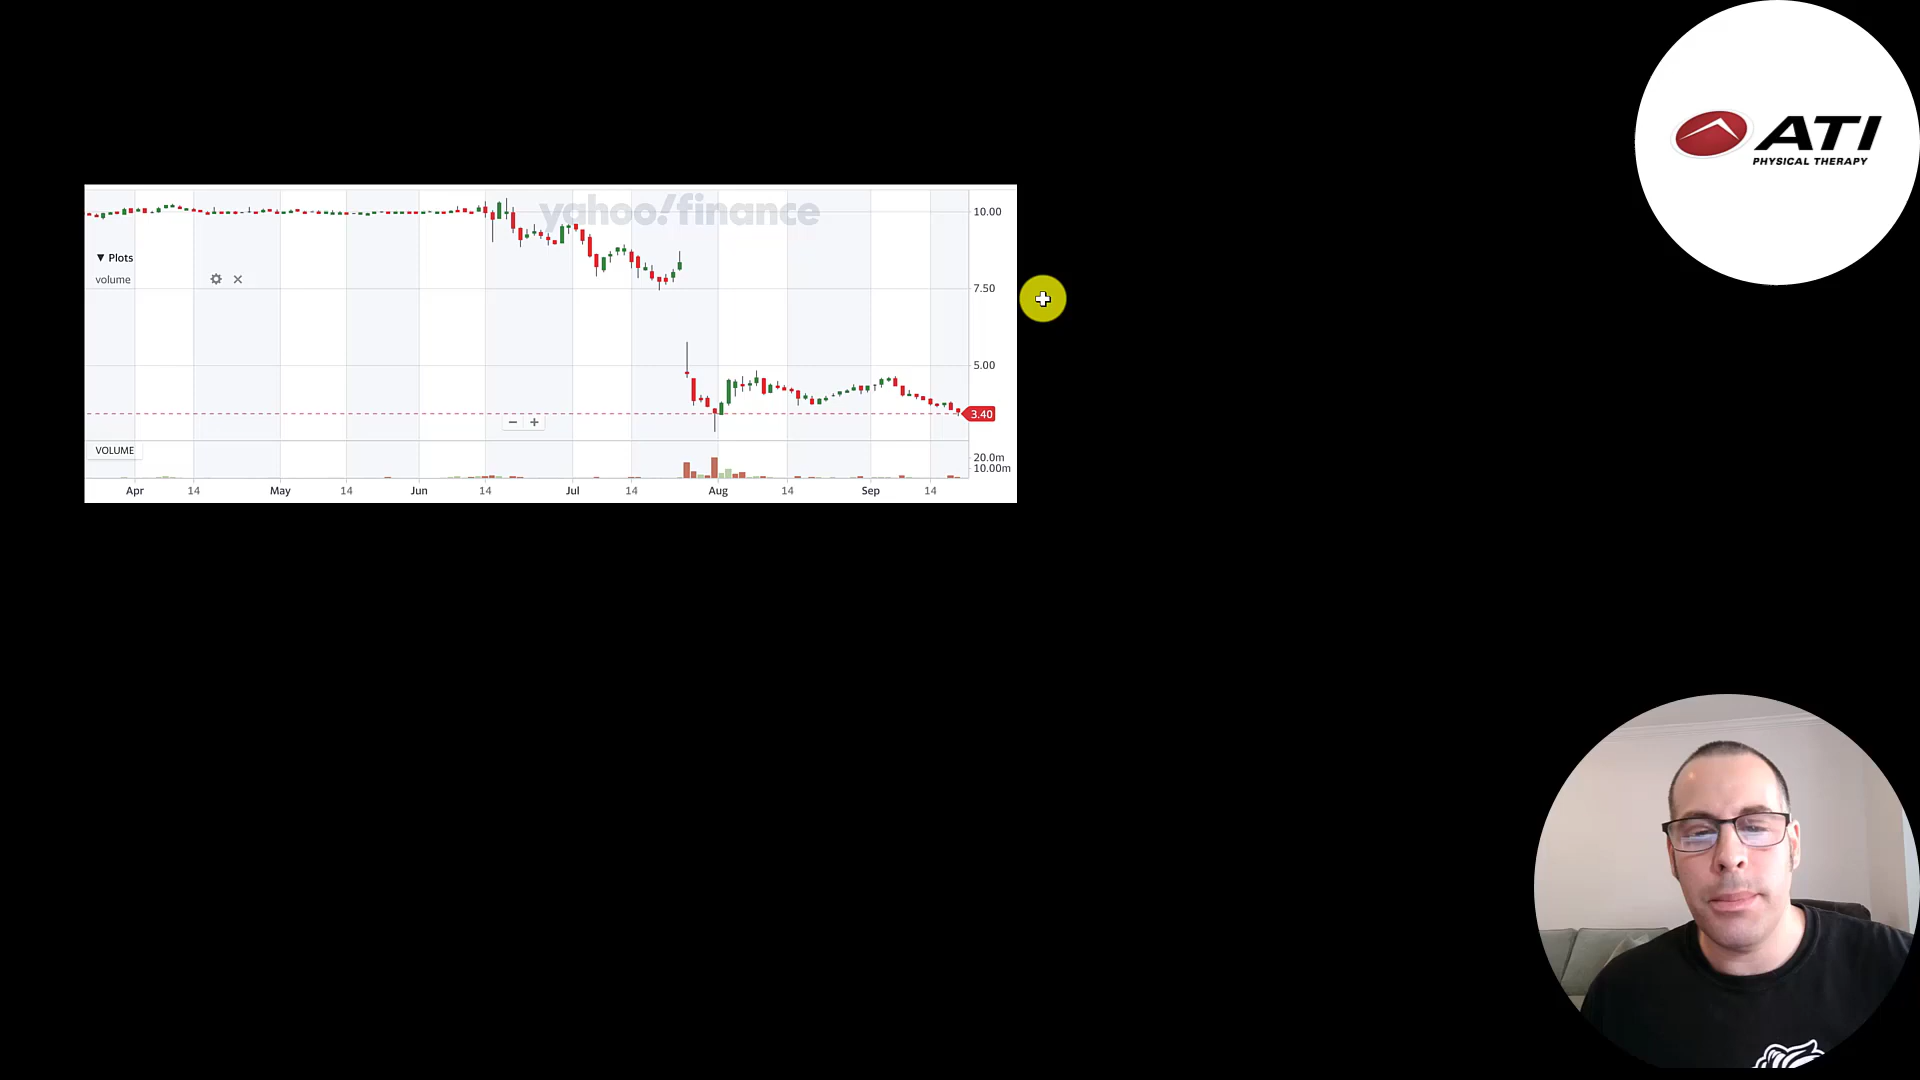 ATI
PHYSICAL THERAPY
yahoo!finance
10.00
▼ Plots
volume
7.50
5.00
3.40
VOLUME
20.0m
10.00m
Apr 14 May 14 Jun 14 Jul 14 Aug 14 Sep 14